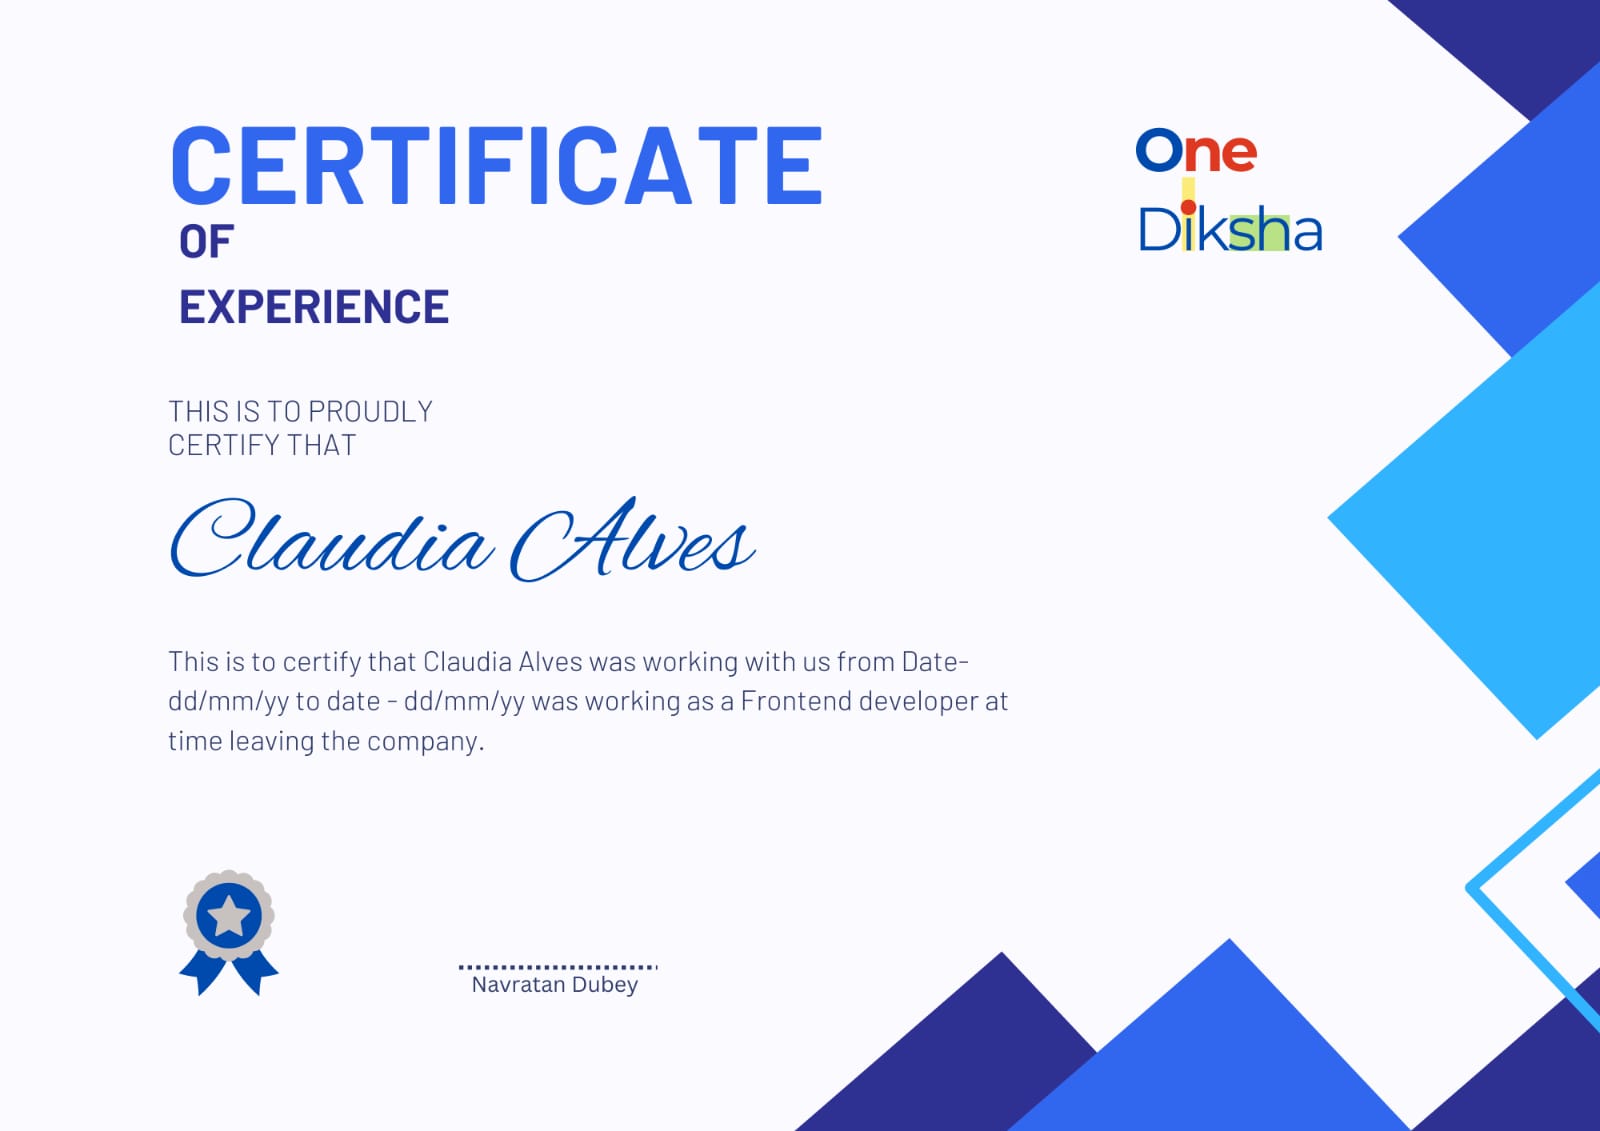 CERTIFICATE
OF
EXPERIENCE
One
Diksha
THIS IS TO PROUDLY
CERTIFY THAT
Claudia Alves
This is to certify that Claudia Alves was working with us from Date-
dd/mm/yy to date - dd/mm/yy was working as a Frontend developer at
time leaving the company.
Navratan Dubey